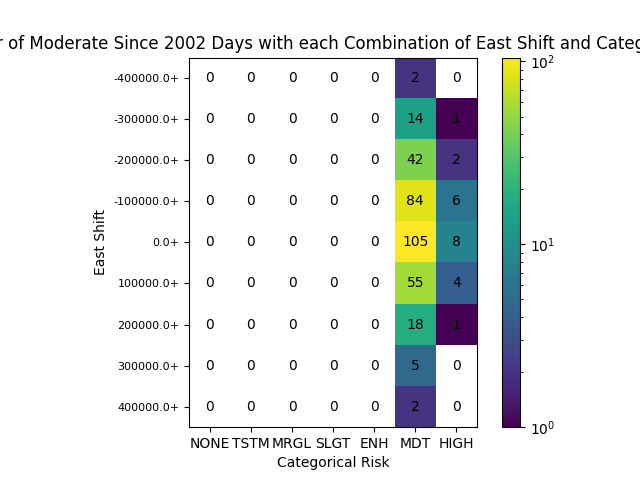 of Moderate Since 2002 Days with each Combination of East Shift and
-400000.0+ 0 0 0 0 0 2 0
-300000.0+ 0 0 0 0 0 14 1
-200000.0+ 0 0 0 0 0 42 2
-100000.0+ 0 0 0 0 0 84 6
0.0+ 0 0 0 0 0 105 8
100000.0+ 0 0 0 0 0 55 4
200000.0+ 0 0 0 0 0 18 1
300000.0+ 0 0 0 0 0 5 0
400000.0+ 0 0 0 0 0 2 0
NONE TSTM MRGL SLGT ENH MDT HIGH
Categorical Risk
East Shift
10²
10¹
10⁰